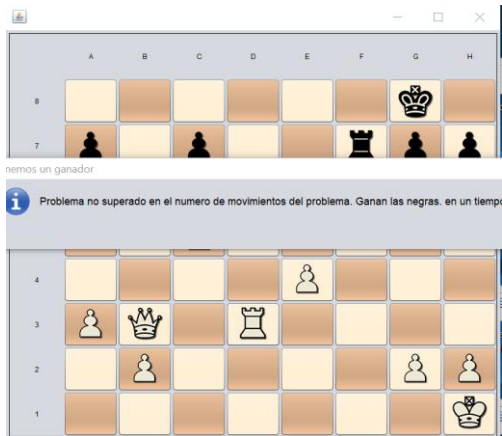 A B C D E F G H
8
7
nemos un ganador
Problema no superado en el numero de movimientos del problema. Ganan las negras. en un tiempo
4
3
2
1